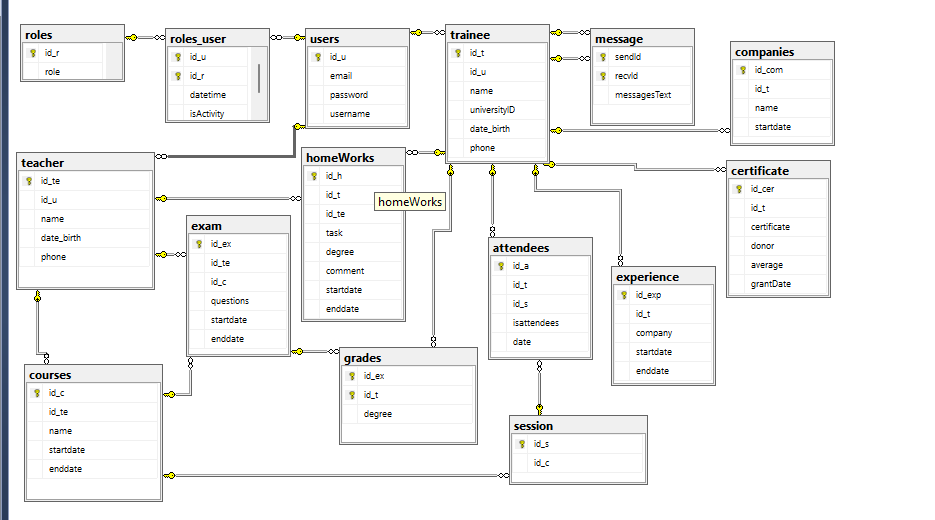 roles
id_r
role
roles_user
id_u
id_r
datetime
isActivity
users
id_u
email
password
username
trainee
id_t
id_u
name
universityID
date_birth
phone
message
sendId
recvId
messagesText
companies
id_com
id_t
name
startdate
teacher
id_te
id_u
name
date_birth
phone
homeWorks
id_h
id_t
id_te
task
degree
comment
startdate
enddate
homeWorks
certificate
id_cer
id_t
certificate
donor
average
grantDate
exam
id_ex
id_te
id_c
questions
startdate
enddate
attendees
id_a
id_t
id_s
isattendees
date
experience
id_exp
id_t
company
startdate
enddate
grades
id_ex
id_t
degree
courses
id_c
id_te
name
startdate
enddate
session
id_s
id_c